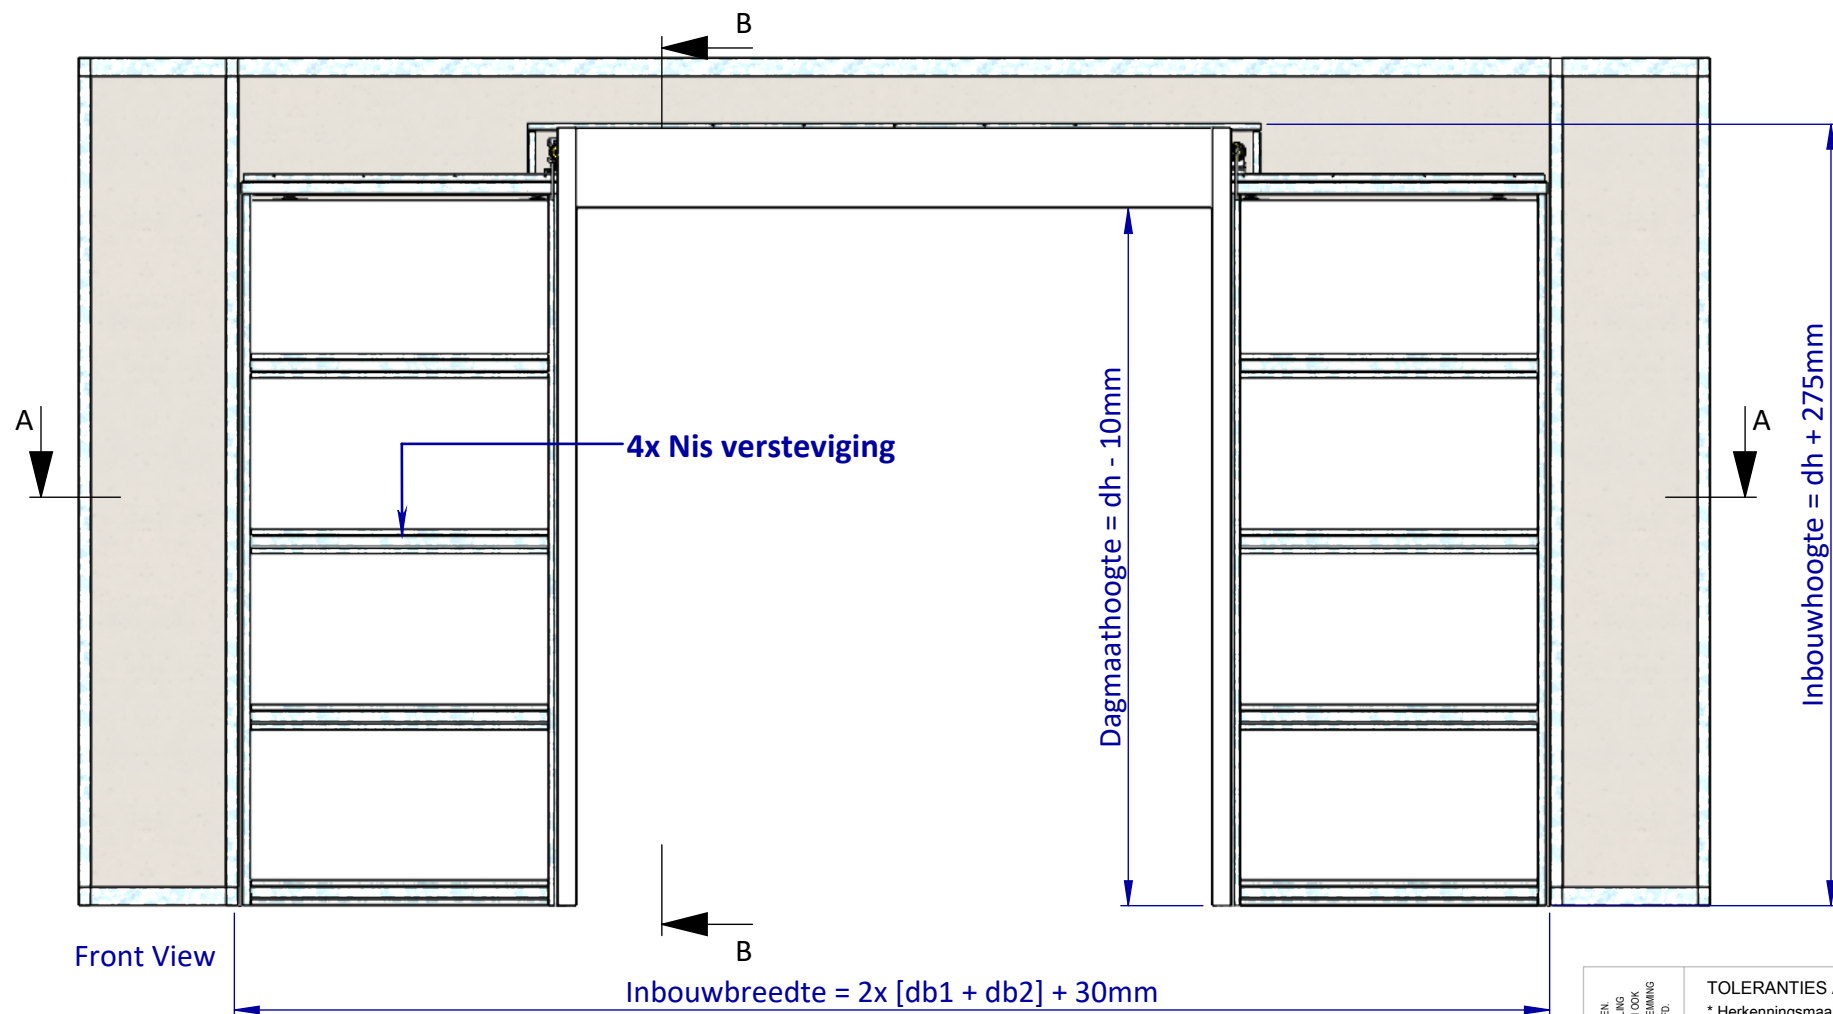 B
A
A
4x Nis versteviging
Dagmaathoogte = dh - 10mm
Inbouwhoogte = dh + 275mm
Front View
B
Inbouwbreedte = 2x [db1 + db2] + 30mm
TOLERANTIES